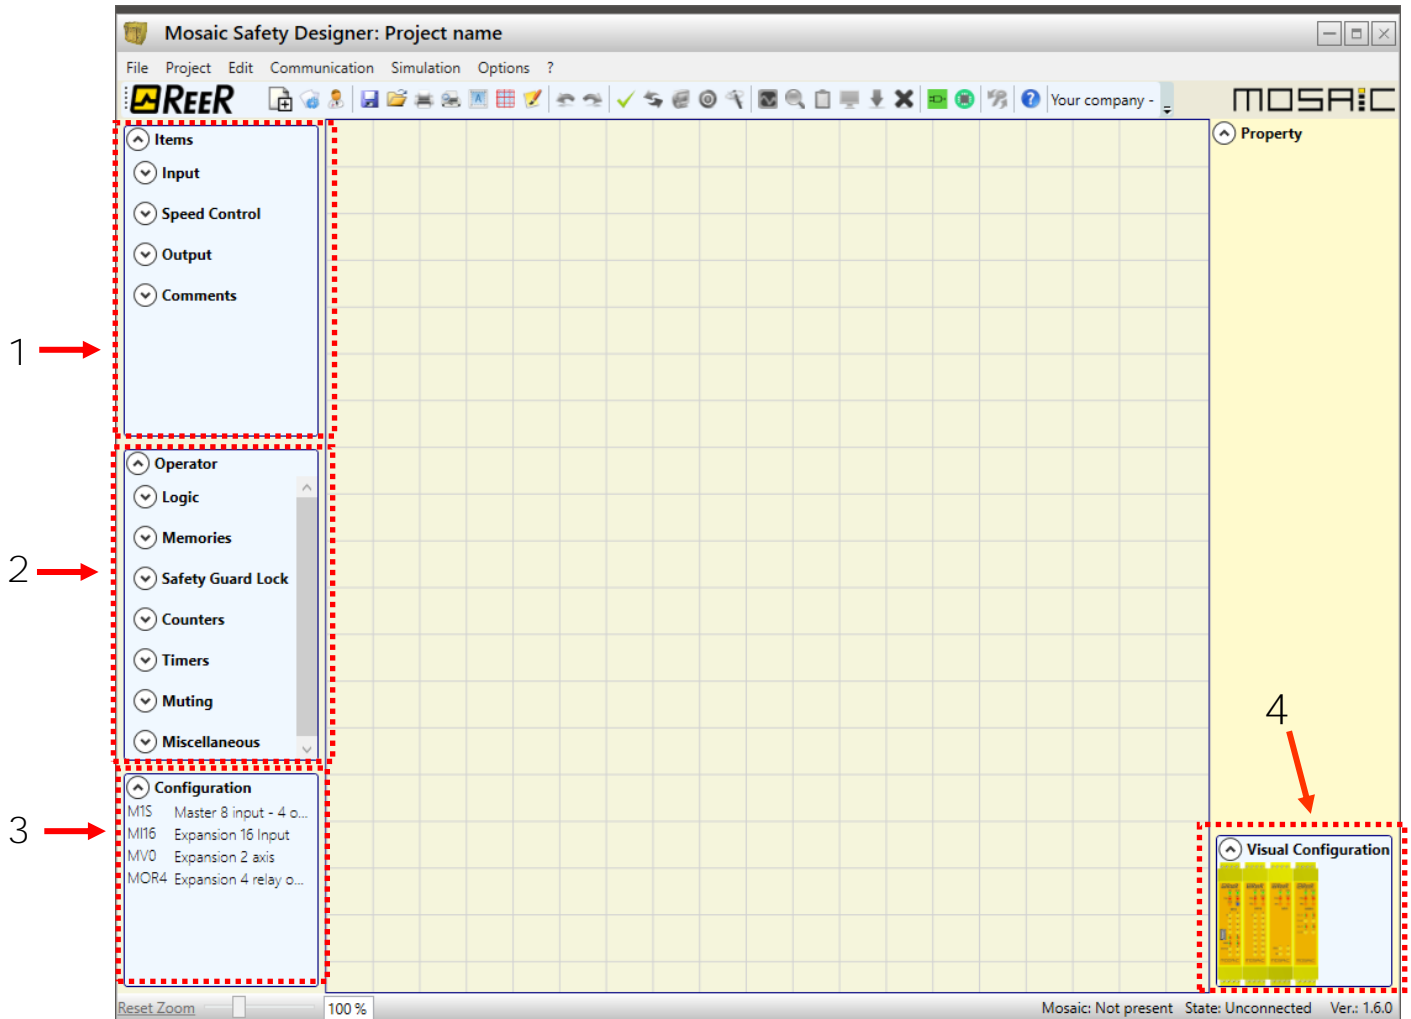 Mosaic Safety Designer: Project name
File Project Edit Communication Simulation Options ?
REER
Your company -
MOSAIC
Items
Input
Speed Control
Output
Comments
1
Operator
Logic
Memories
Safety Guard Lock
Counters
Timers
Muting
Miscellaneous
2
Configuration
M1S Master 8 input - 4 o...
MI16 Expansion 16 Input
MV0 Expansion 2 axis
MOR4 Expansion 4 relay o...
3
Property
4
Visual Configuration
Reset Zoom
100 %
Mosaic: Not present State: Unconnected Ver.: 1.6.0